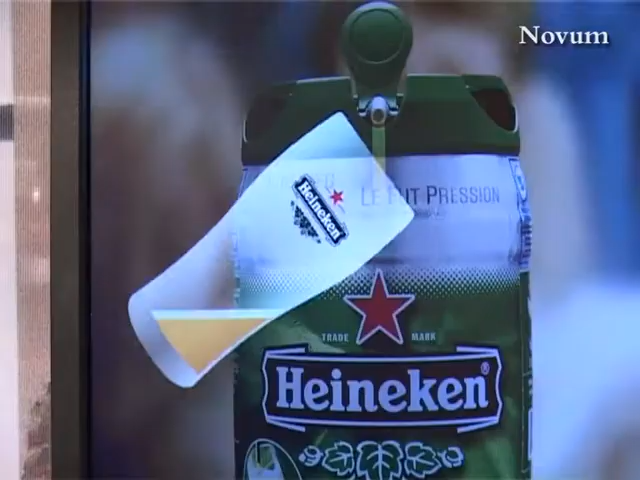 Novum
Heineken
LE FÛT PRESSION
TRADE MARK
Heineken®